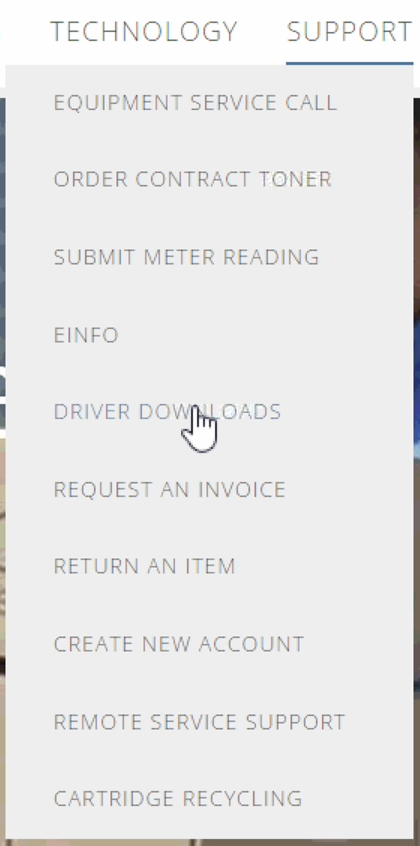 TECHNOLOGY SUPPORT
EQUIPMENT SERVICE CALL
ORDER CONTRACT TONER
SUBMIT METER READING
EINFO
DRIVER DOWNLOADS
REQUEST AN INVOICE
RETURN AN ITEM
CREATE NEW ACCOUNT
REMOTE SERVICE SUPPORT
CARTRIDGE RECYCLING